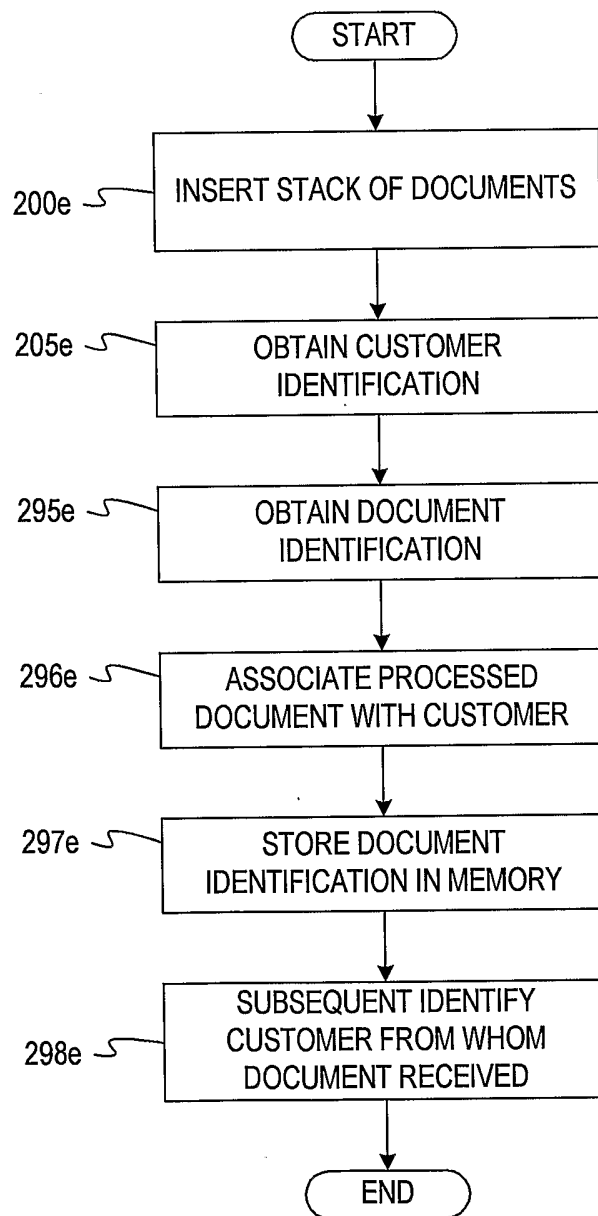 START
200e
INSERT STACK OF DOCUMENTS
205e
OBTAIN CUSTOMER
IDENTIFICATION
295e
OBTAIN DOCUMENT
IDENTIFICATION
296e
ASSOCIATE PROCESSED
DOCUMENT WITH CUSTOMER
297e
STORE DOCUMENT
IDENTIFICATION IN MEMORY
298e
SUBSEQUENT IDENTIFY
CUSTOMER FROM WHOM
DOCUMENT RECEIVED
END